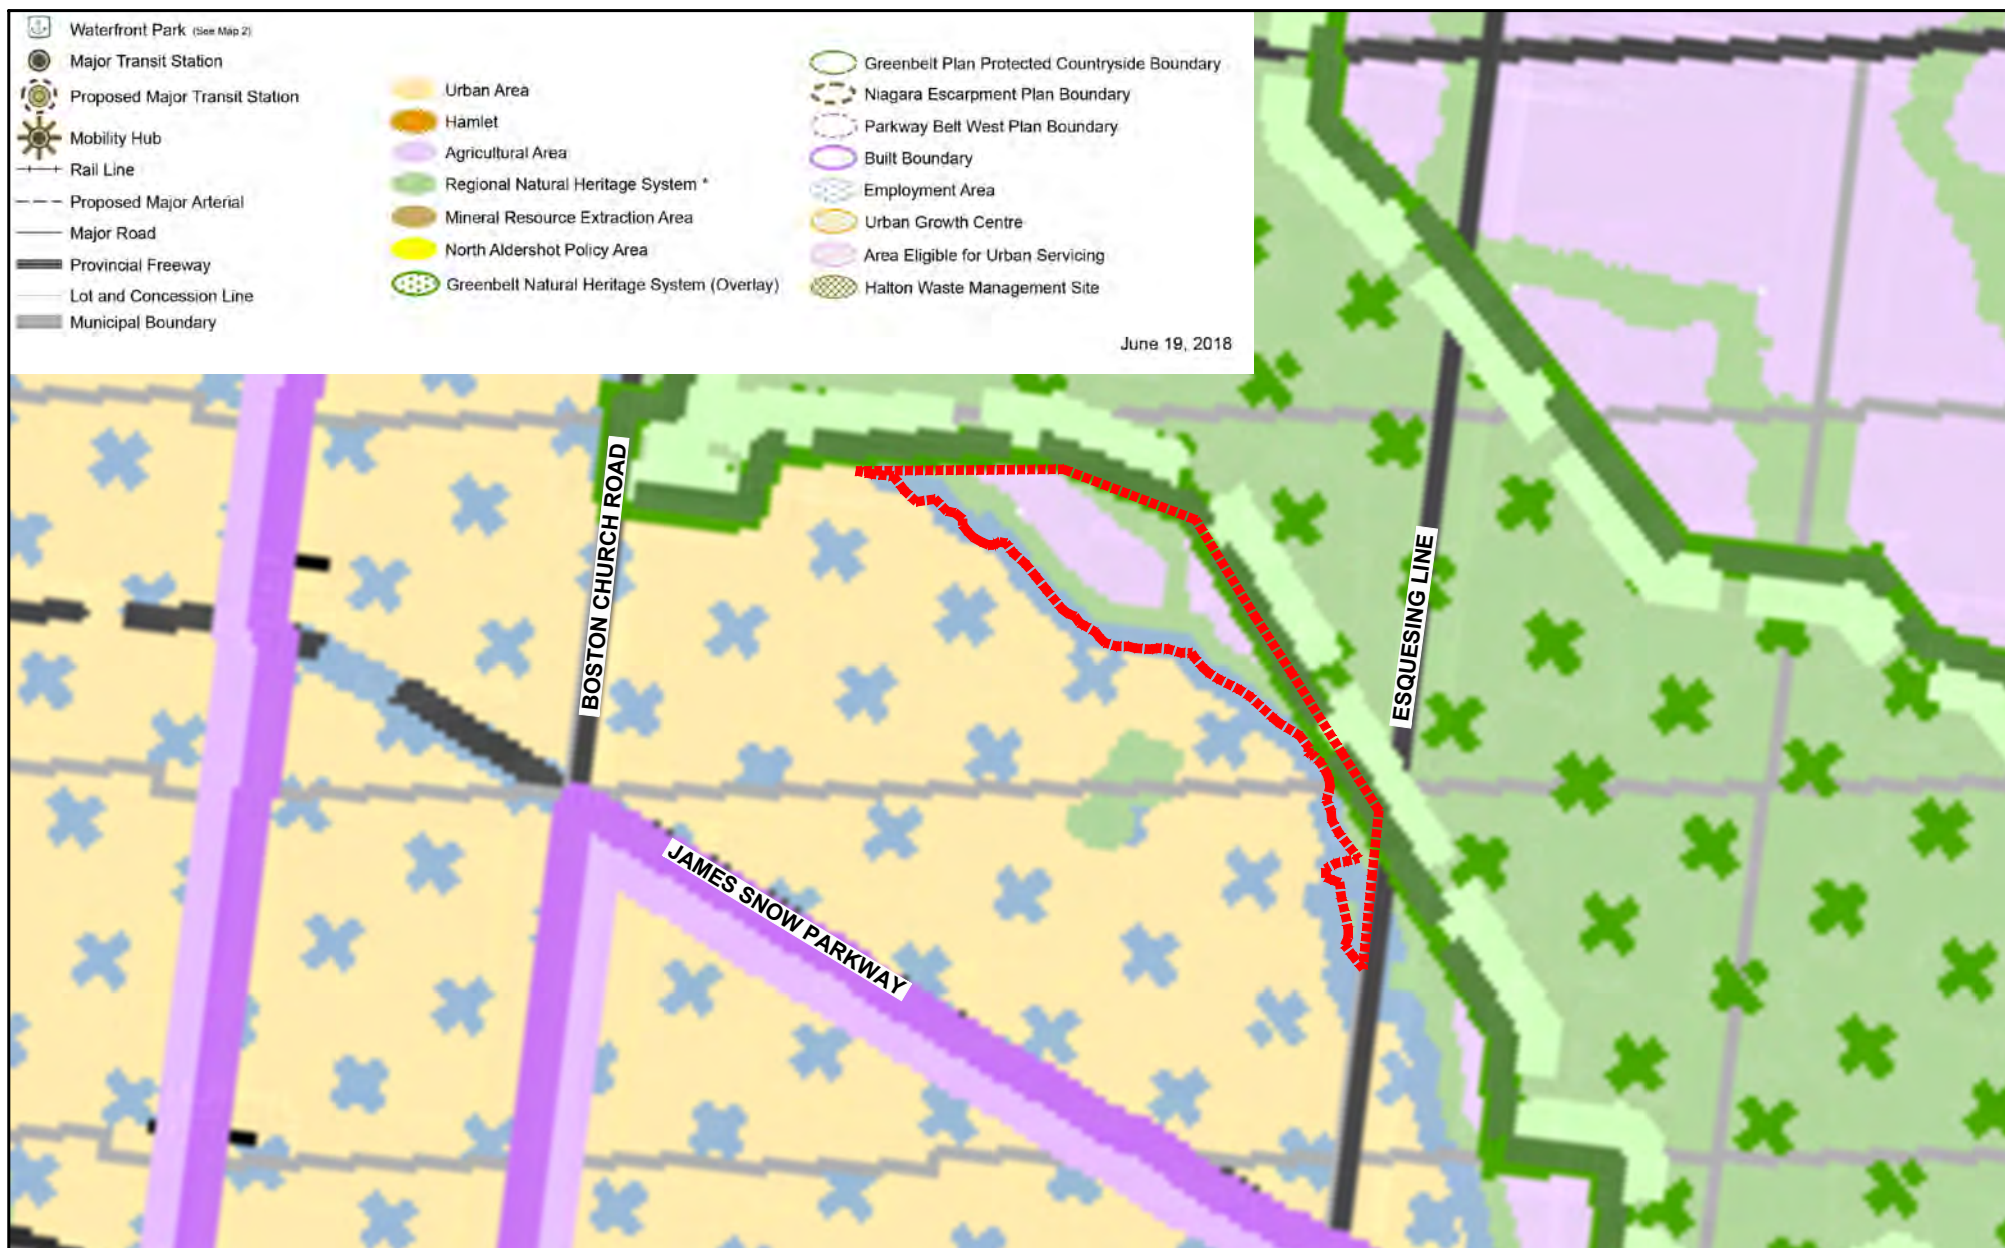 Waterfront Park (See Map 2)
Major Transit Station
Proposed Major Transit Station
Mobility Hub
Rail Line
Proposed Major Arterial
Major Road
Provincial Freeway
Lot and Concession Line
Municipal Boundary
Urban Area
Hamlet
Agricultural Area
Regional Natural Heritage System *
Mineral Resource Extraction Area
North Aldershot Policy Area
Greenbelt Natural Heritage System (Overlay)
Greenbelt Plan Protected Countryside Boundary
Niagara Escarpment Plan Boundary
Parkway Belt West Plan Boundary
Built Boundary
Employment Area
Urban Growth Centre
Area Eligible for Urban Servicing
Halton Waste Management Site
June 19, 2018
BOSTON CHURCH ROAD
ESQUESING LINE
JAMES SNOW PARKWAY